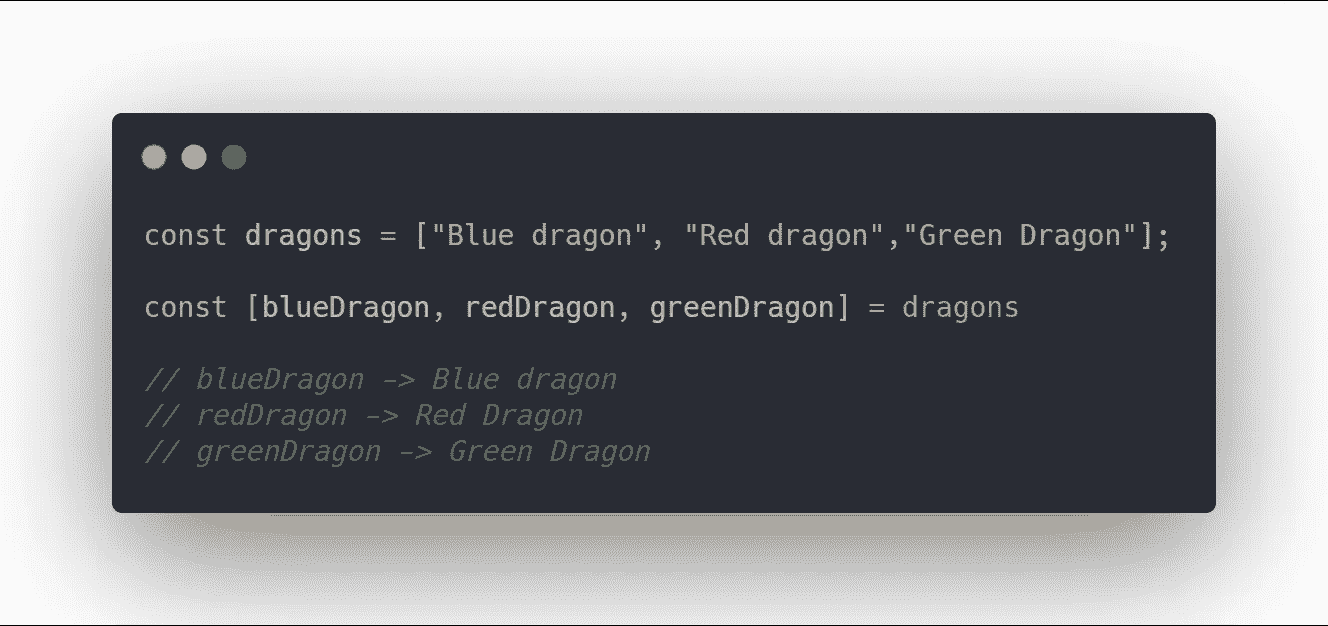 const dragons = ["Blue dragon", "Red dragon","Green Dragon"];
const [blueDragon, redDragon, greenDragon] = dragons
// blueDragon -> Blue dragon
// redDragon -> Red Dragon
// greenDragon -> Green Dragon